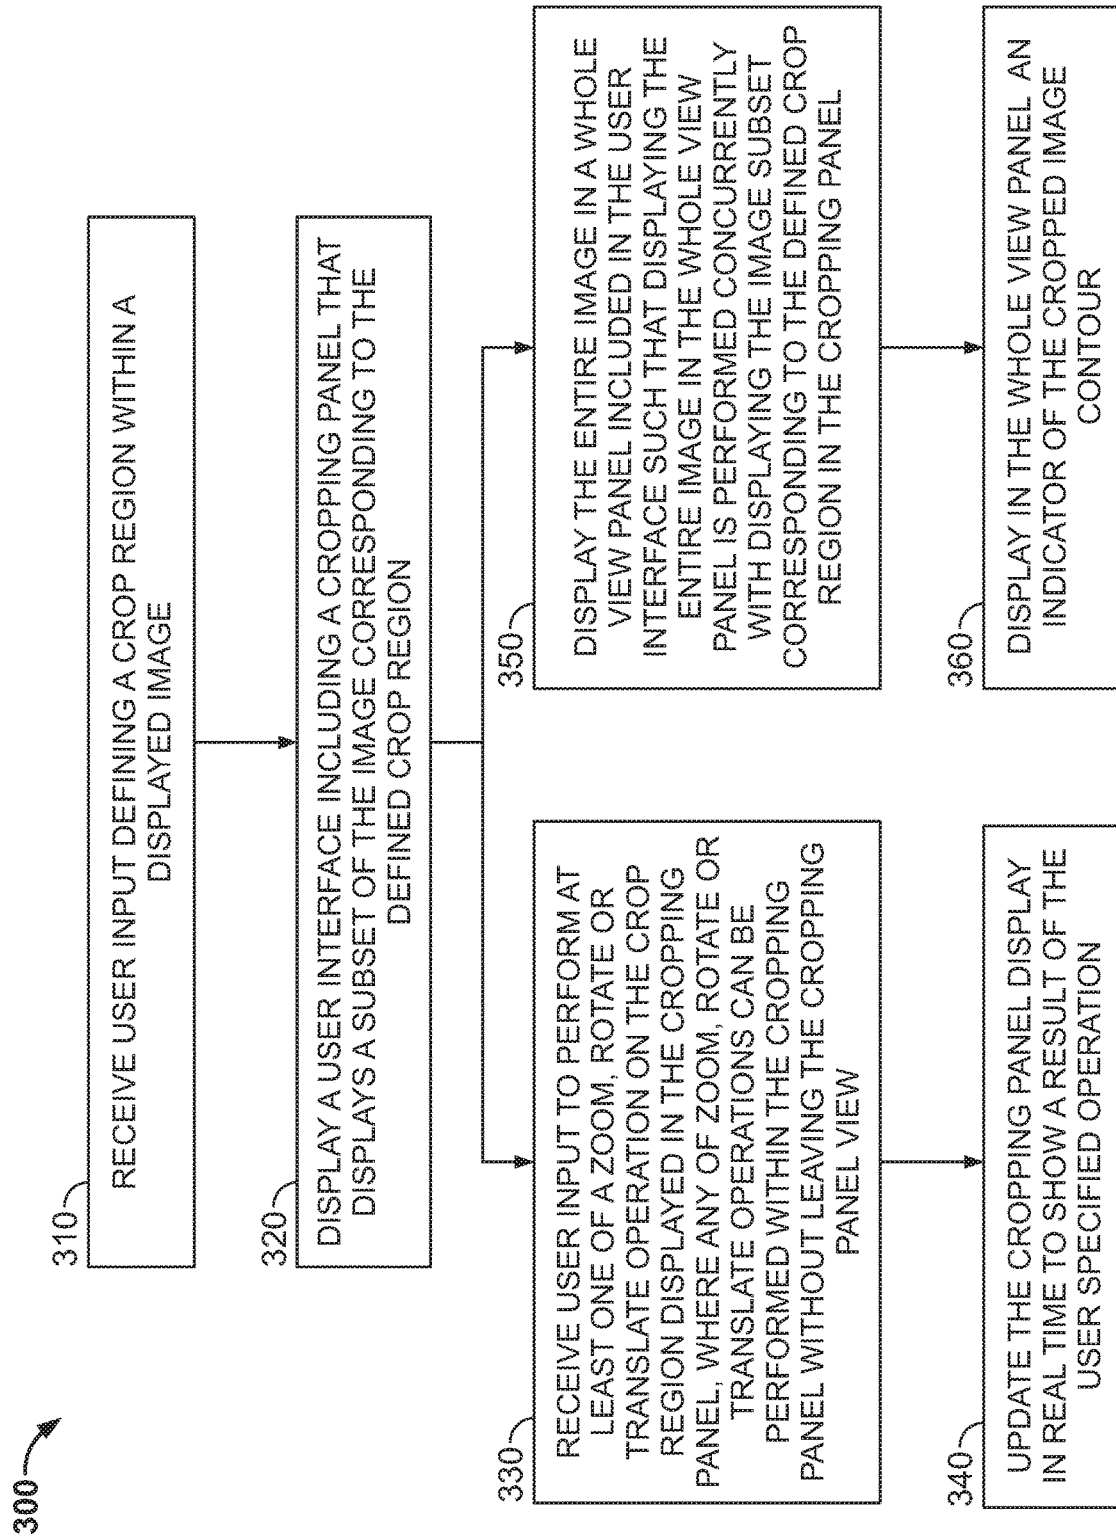 300
310
RECEIVE USER INPUT DEFINING A CROP REGION WITHIN A
DISPLAYED IMAGE
320
DISPLAY A USER INTERFACE INCLUDING A CROPPING PANEL THAT
DISPLAYS A SUBSET OF THE IMAGE CORRESPONDING TO THE
DEFINED CROP REGION
330
RECEIVE USER INPUT TO PERFORM AT
LEAST ONE OF A ZOOM, ROTATE OR
TRANSLATE OPERATION ON THE CROP
REGION DISPLAYED IN THE CROPPING
PANEL, WHERE ANY OF ZOOM, ROTATE OR
TRANSLATE OPERATIONS CAN BE
PERFORMED WITHIN THE CROPPING
PANEL WITHOUT LEAVING THE CROPPING
PANEL VIEW
340
UPDATE THE CROPPING PANEL DISPLAY
IN REAL TIME TO SHOW A RESULT OF THE
USER SPECIFIED OPERATION
350
DISPLAY THE ENTIRE IMAGE IN A WHOLE
VIEW PANEL INCLUDED IN THE USER
INTERFACE SUCH THAT DISPLAYING THE
ENTIRE IMAGE IN THE WHOLE VIEW
PANEL IS PERFORMED CONCURRENTLY
WITH DISPLAYING THE IMAGE SUBSET
CORRESPONDING TO THE DEFINED CROP
REGION IN THE CROPPING PANEL
360
DISPLAY IN THE WHOLE VIEW PANEL AN
INDICATOR OF THE CROPPED IMAGE
CONTOUR